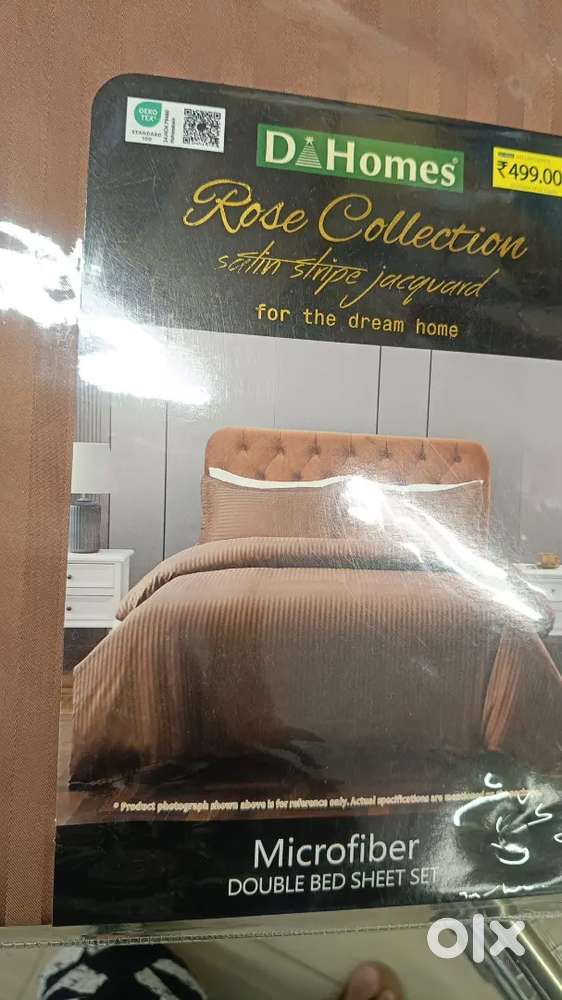 OEKO
TEX®
STANDARD
100
D Homes®
₹499.00
Rose Collection
satin stripe jacquard
for the dream home
* Product photograph shown above is for reference only. Actual specifications are
Microfiber
DOUBLE BED SHEET SET
olx